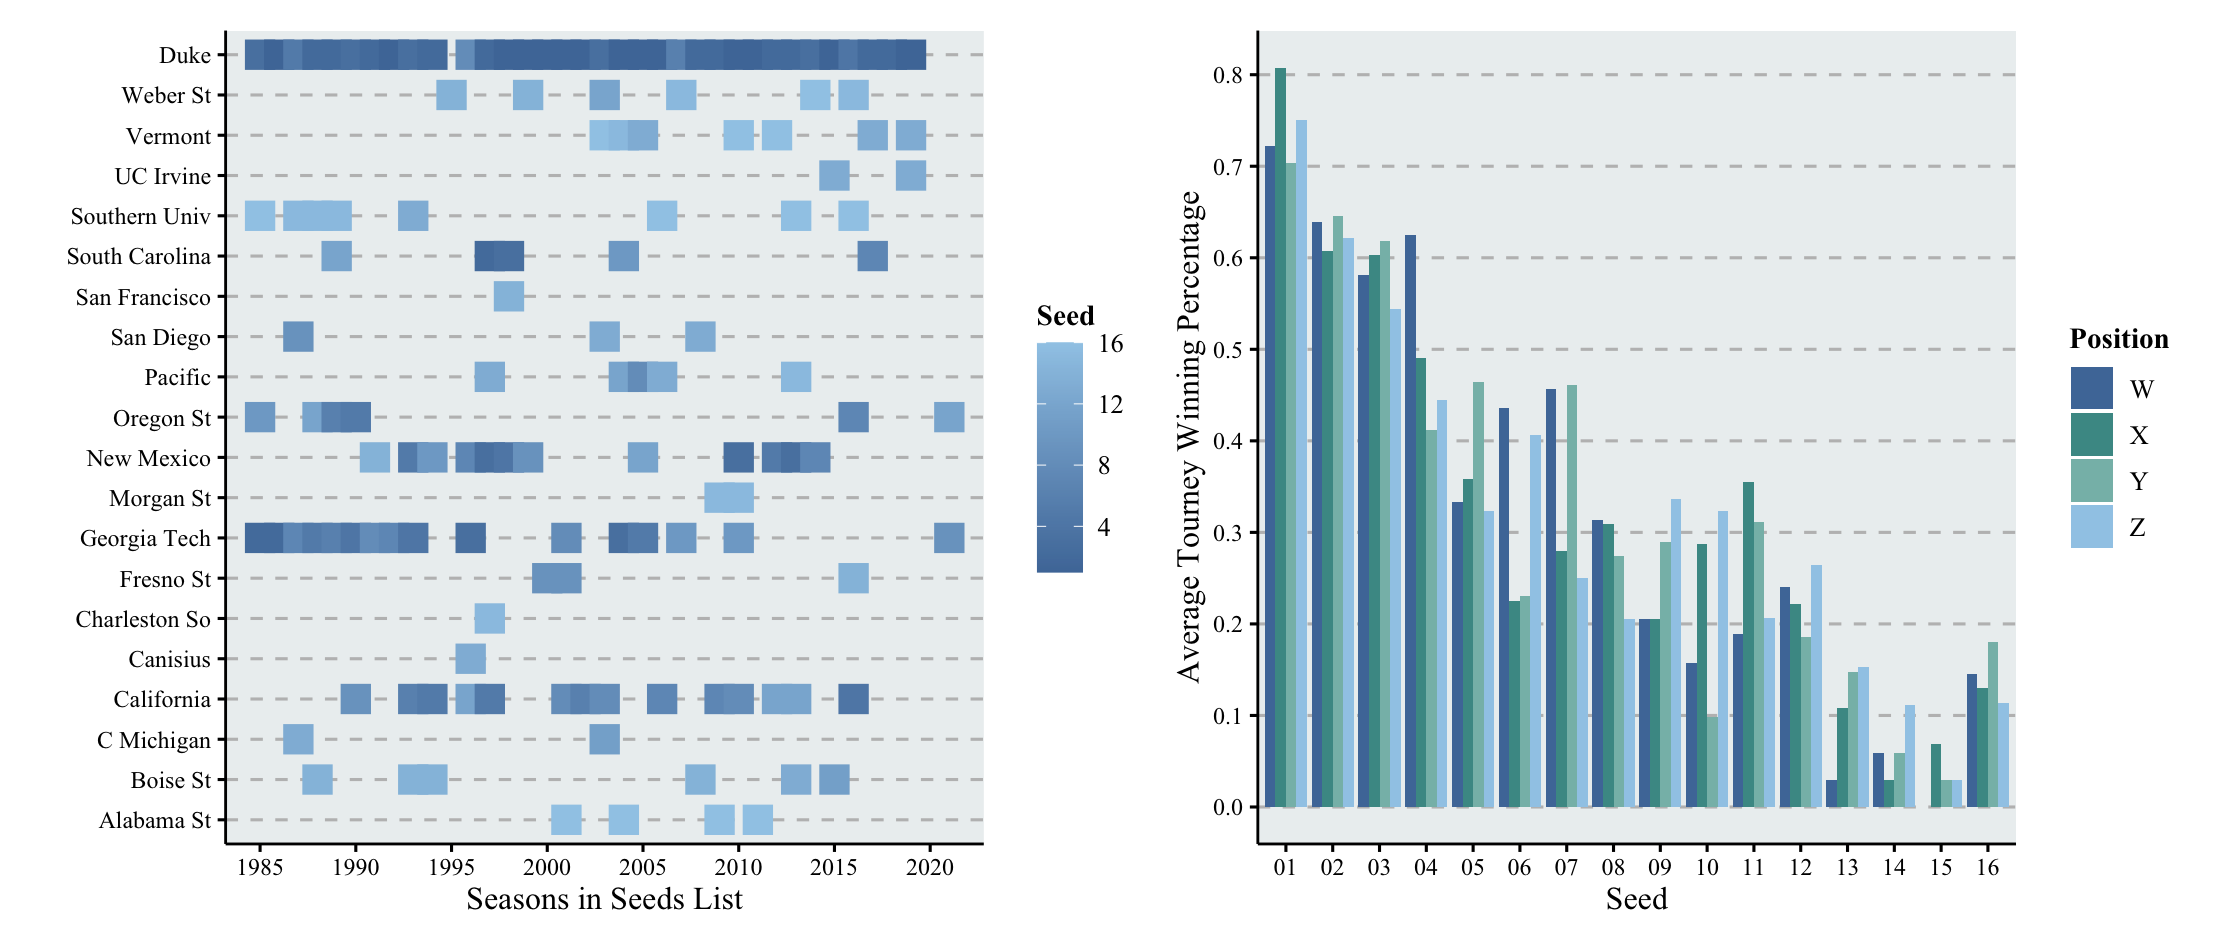 Duke
Weber St
Vermont
UC Irvine
Southern Univ
South Carolina
San Francisco
San Diego
Pacific
Oregon St
New Mexico
Morgan St
Georgia Tech
Fresno St
Charleston So
Canisius
California
C Michigan
Boise St
Alabama St
1985 1990 1995 2000 2005 2010 2015 2020
Seasons in Seeds List
Seed
16
12
8
4
Average Tourney Winning Percentage
0.8
0.7
0.6
0.5
0.4
0.3
0.2
0.1
0.0
01 02 03 04 05 06 07 08 09 10 11 12 13 14 15 16
Seed
Position
W
X
Y
Z